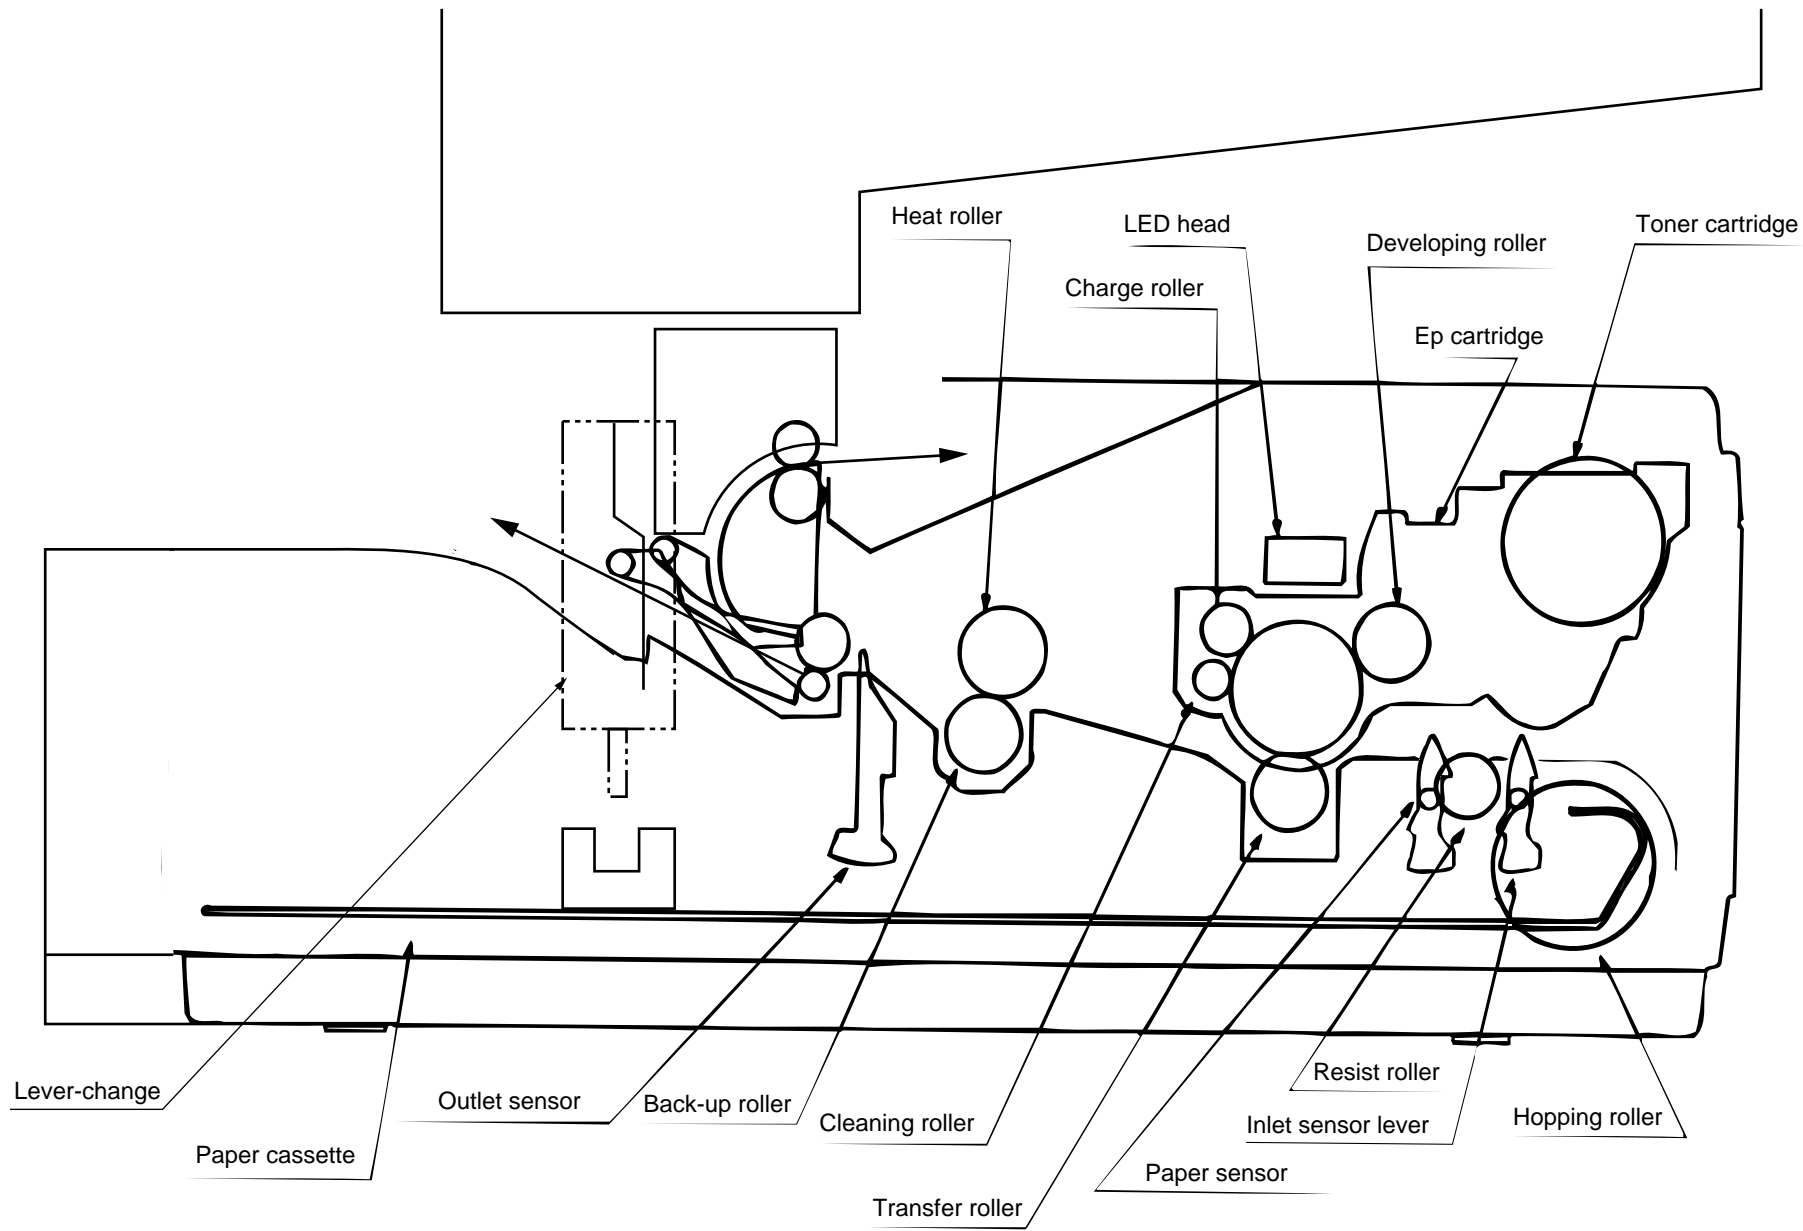 Heat roller
LED head
Toner cartridge
Developing roller
Charge roller
Ep cartridge
Lever-change
Outlet sensor
Back-up roller
Cleaning roller
Resist roller
Inlet sensor lever
Hopping roller
Paper cassette
Paper sensor
Transfer roller